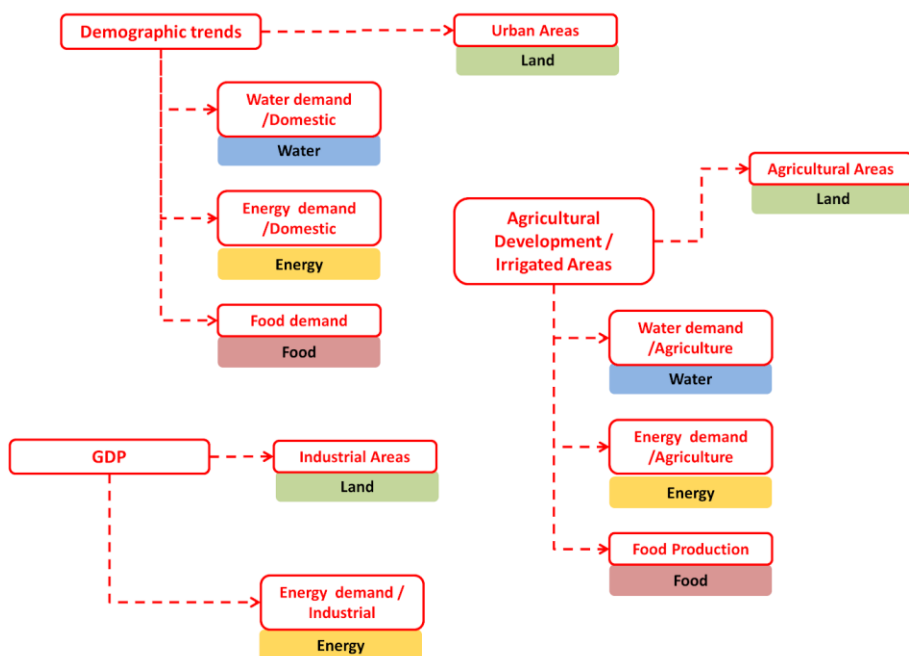 Demographic trends
Urban Areas
Land
Water demand
/Domestic
Water
Energy demand
/Domestic
Energy
Food demand
Food
Agricultural Areas
Land
Agricultural
Development /
Irrigated Areas
Water demand
/Agriculture
Water
Energy demand
/Agriculture
Energy
Food Production
Food
GDP
Industrial Areas
Land
Energy demand /
Industrial
Energy